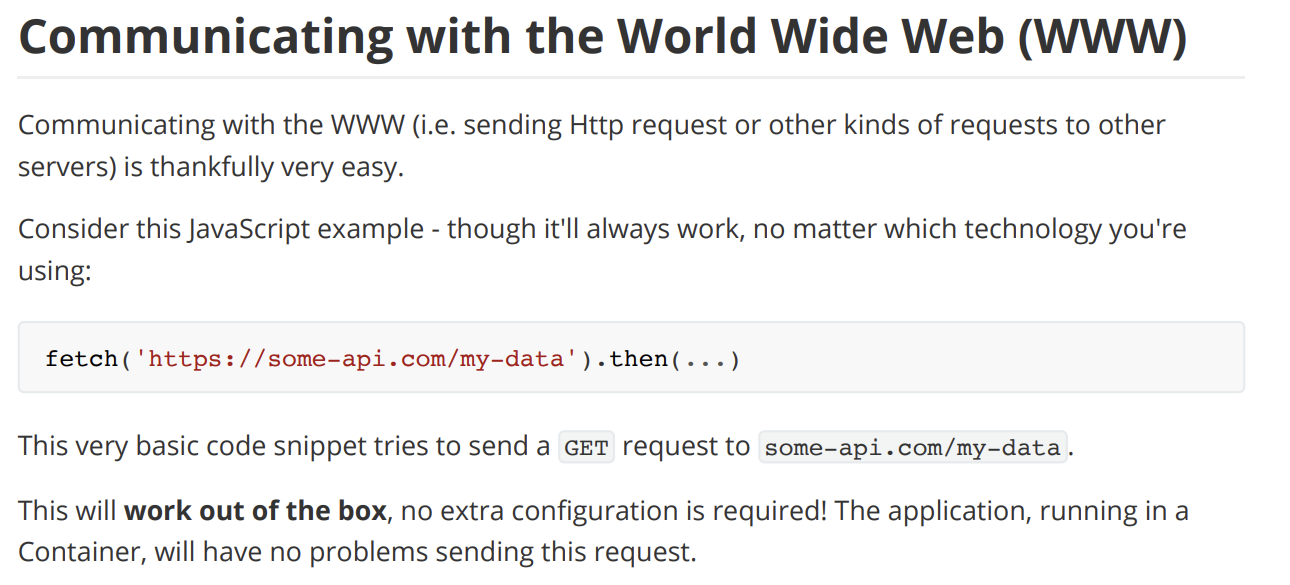 Communicating with the World Wide Web (WWW)
Communicating with the WWW (i.e. sending Http request or other kinds of requests to other
servers) is thankfully very easy.
Consider this JavaScript example - though it'll always work, no matter which technology you're
using:
fetch('https://some-api.com/my-data').then(...)
This very basic code snippet tries to send a GET request to some-api.com/my-data.
This will work out of the box, no extra configuration is required! The application, running in a
Container, will have no problems sending this request.